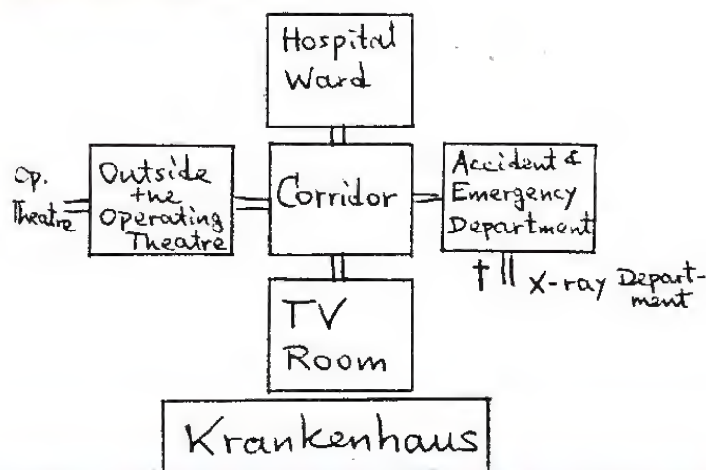 Hospital
Ward
Op.
Theatre
Outside
the
Operating
Theatre
Corridor
Accident &
Emergency
Department
X-ray Depart-
ment
TV
Room
Krankenhaus